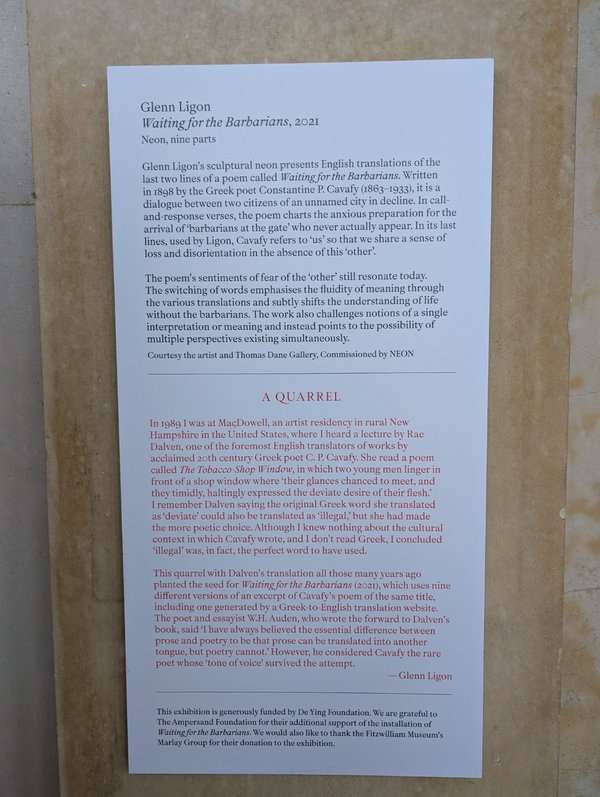 Glenn Ligon
Waiting for the Barbarians, 2021
Neon, nine parts
Glenn Ligon's sculptural neon presents English translations of the
last two lines of a poem called Waiting for the Barbarians. Written
in 1898 by the Greek poet Constantine P. Cavafy (1863–1933), it is a
dialogue between two citizens of an unnamed city in decline. In call-
and-response verses, the poem charts the anxious preparation for the
arrival of 'barbarians at the gate' who never actually appear. In its last
lines, used by Ligon, Cavafy refers to 'us' so that we share a sense of
loss and disorientation in the absence of this 'other'.
The poem's sentiments of fear of the 'other' still resonate today.
The switching of words emphasises the fluidity of meaning through
the various translations and subtly shifts the understanding of life
without the barbarians. The work also challenges notions of a single
interpretation or meaning and instead points to the possibility of
multiple perspectives existing simultaneously.
Courtesy the artist and Thomas Dane Gallery, Commissioned by NEON
A QUARREL
In 1989 I was at MacDowell, an artist residency in rural New
Hampshire in the United States, where I heard a lecture by Rae
Dalven, one of the foremost English translators of works by
acclaimed 20th century Greek poet C. P. Cavafy. She read a poem
called The Tobacco-Shop Window, in which two young men linger in
front of a shop window where 'their glances chanced to meet, and
they timidly, haltingly expressed the deviate desire of their flesh.'
I remember Dalven saying the original Greek word she translated
as 'deviate' could also be translated as 'illegal,' but she had made
the more poetic choice. Although I knew nothing about the cultural
context in which Cavafy wrote, and I don't read Greek, I concluded
'illegal' was, in fact, the perfect word to have used.
This quarrel with Dalven's translation all those many years ago
planted the seed for Waiting for the Barbarians (2021), which uses nine
different versions of an excerpt of Cavafy's poem of the same title,
including one generated by a Greek-to-English translation website.
The poet and essayist W.H. Auden, who wrote the forward to Dalven's
book, said 'I have always believed the essential difference between
prose and poetry to be that prose can be translated into another
tongue, but poetry cannot.' However, he considered Cavafy the rare
poet whose 'tone of voice' survived the attempt.
— Glenn Ligon
This exhibition is generously funded by De Ying Foundation. We are grateful to
The Ampersand Foundation for their additional support of the installation of
Waiting for the Barbarians. We would also like to thank the Fitzwilliam Museum's
Marlay Group for their donation to the exhibition.